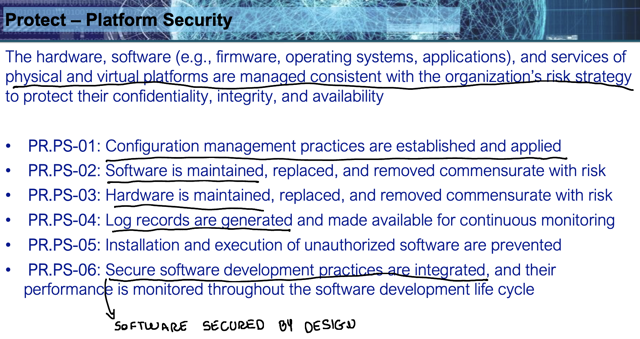 Protect – Platform Security
The hardware, software (e.g., firmware, operating systems, applications), and services of
physical and virtual platforms are managed consistent with the organization's risk strategy
to protect their confidentiality, integrity, and availability
• PR.PS-01: Configuration management practices are established and applied
• PR.PS-02: Software is maintained, replaced, and removed commensurate with risk
• PR.PS-03: Hardware is maintained, replaced, and removed commensurate with risk
• PR.PS-04: Log records are generated and made available for continuous monitoring
• PR.PS-05: Installation and execution of unauthorized software are prevented
• PR.PS-06: Secure software development practices are integrated, and their
performance is monitored throughout the software development life cycle
SOFTWARE SECURED BY DESIGN